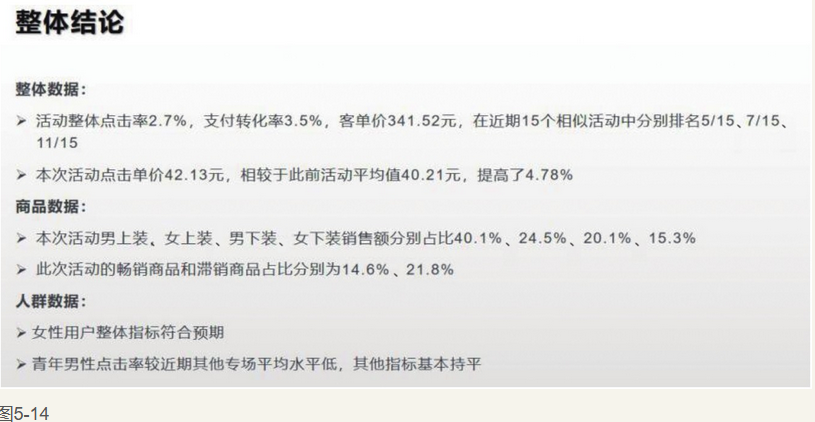 整体结论
整体数据：
➢ 活动整体点击率2.7%，支付转化率3.5%，客单价341.52元，在近期15个相似活动中分别排名5/15、7/15、
11/15
➢ 本次活动点击单价42.13元，相较于此前活动平均值40.21元，提高了4.78%
商品数据：
➢ 本次活动男上装、女上装、男下装、女下装销售额分别占比40.1%、24.5%、20.1%、15.3%
➢ 此次活动的畅销商品和滞销商品占比分别为14.6%、21.8%
人群数据：
➢ 女性用户整体指标符合预期
➢ 青年男性点击率较近期其他专场平均水平低，其他指标基本持平
图5-14